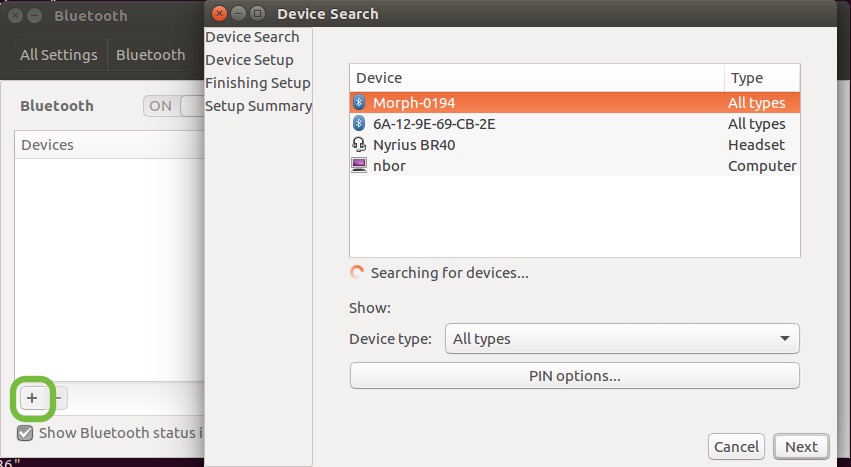 Bluetooth
All Settings
Bluetooth
Bluetooth
ON
Devices
+
-
Show Bluetooth status i
36"
Device Search
Device Search
Device Setup
Finishing Setup
Setup Summary
Device Type
Morph-0194 All types
6A-12-9E-69-CB-2E All types
Nyrius BR40 Headset
nbor Computer
Searching for devices...
Show:
Device type: All types
PIN options...
Cancel Next